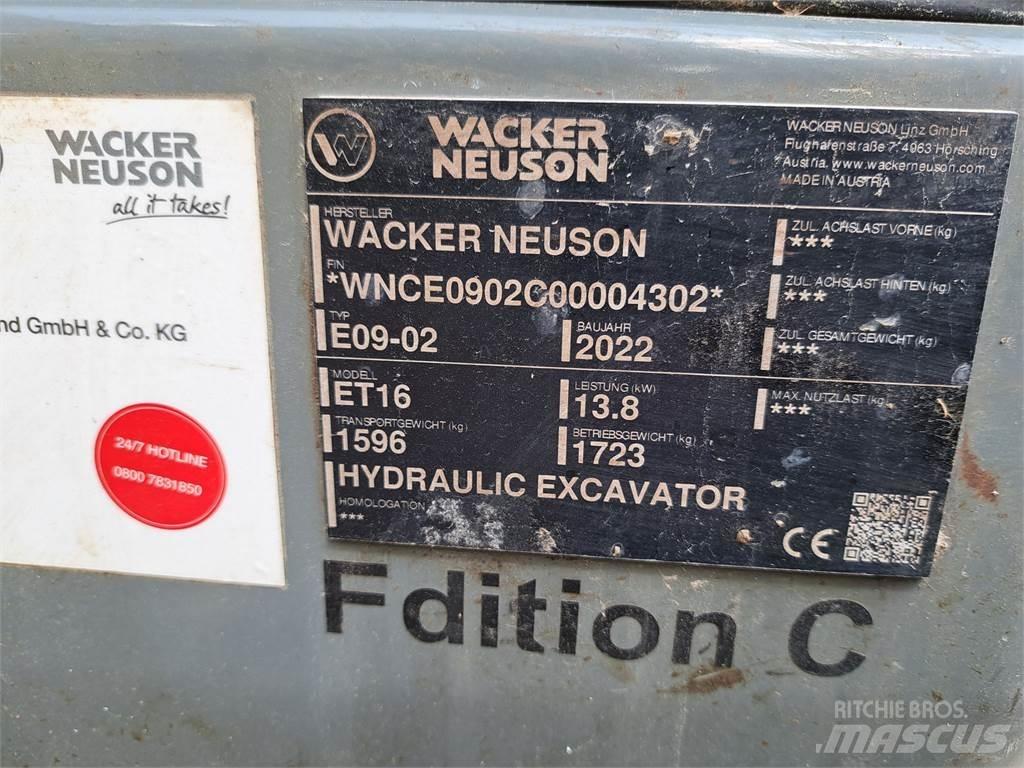 WACKER
NEUSON
all it takes!
nd GmbH & Co. KG
24/7 HOTLINE
0800 7831850
WACKER
NEUSON
WACKER NEUSON Linz GmbH
Flughafenstraße 7, 4063 Hörsching
Austria, www.wackerneuson.com
MADE IN AUSTRIA
HERSTELLER
WACKER NEUSON
FIN
*WNCE0902C00004302*
TYP
E09-02
BAUJAHR
2022
MODELL
ET16
LEISTUNG (kW)
13.8
TRANSPORTGEWICHT (kg)
1596
BETRIEBSGEWICHT (kg)
1723
HYDRAULIC EXCAVATOR
HOMOLOGATION
***
ZUL. ACHSLAST VORNE (kg)
***
ZUL. ACHSLAST HINTEN (kg)
***
ZUL. GESAMTGEWICHT (kg)
***
MAX. NUTZLAST (kg)
***
CE
Fdition C
RITCHIE BROS.
MASCUS